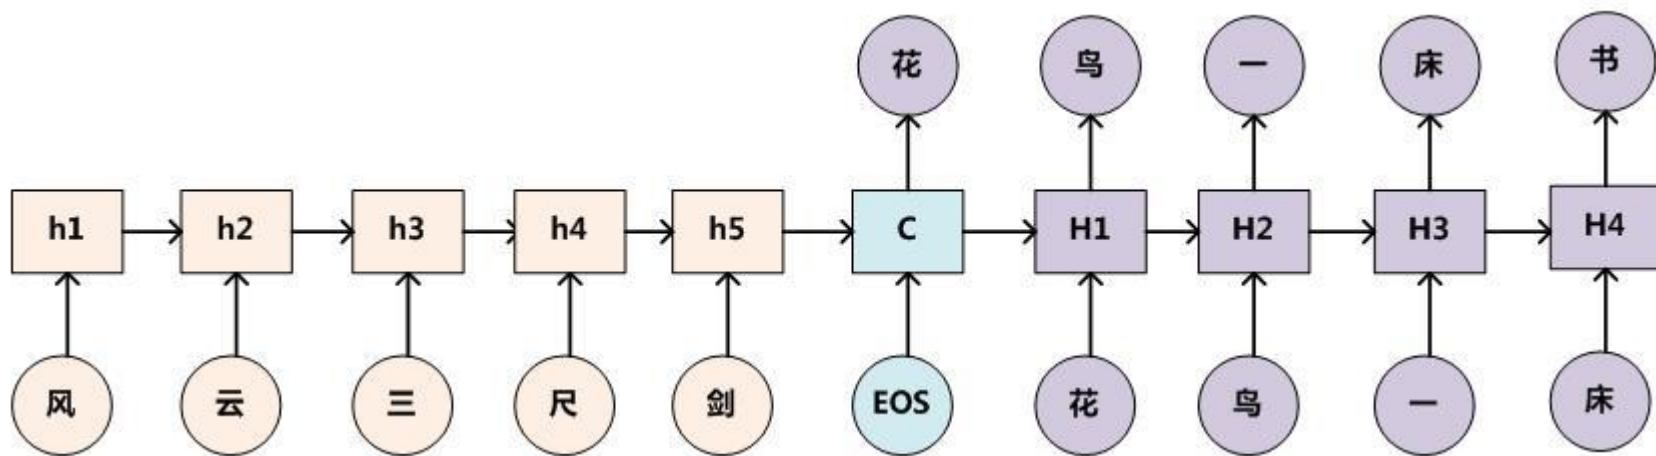 花 鸟 一 床 书
h1 h2 h3 h4 h5 C H1 H2 H3 H4
风 云 三 尺 剑 EOS 花 鸟 一 床